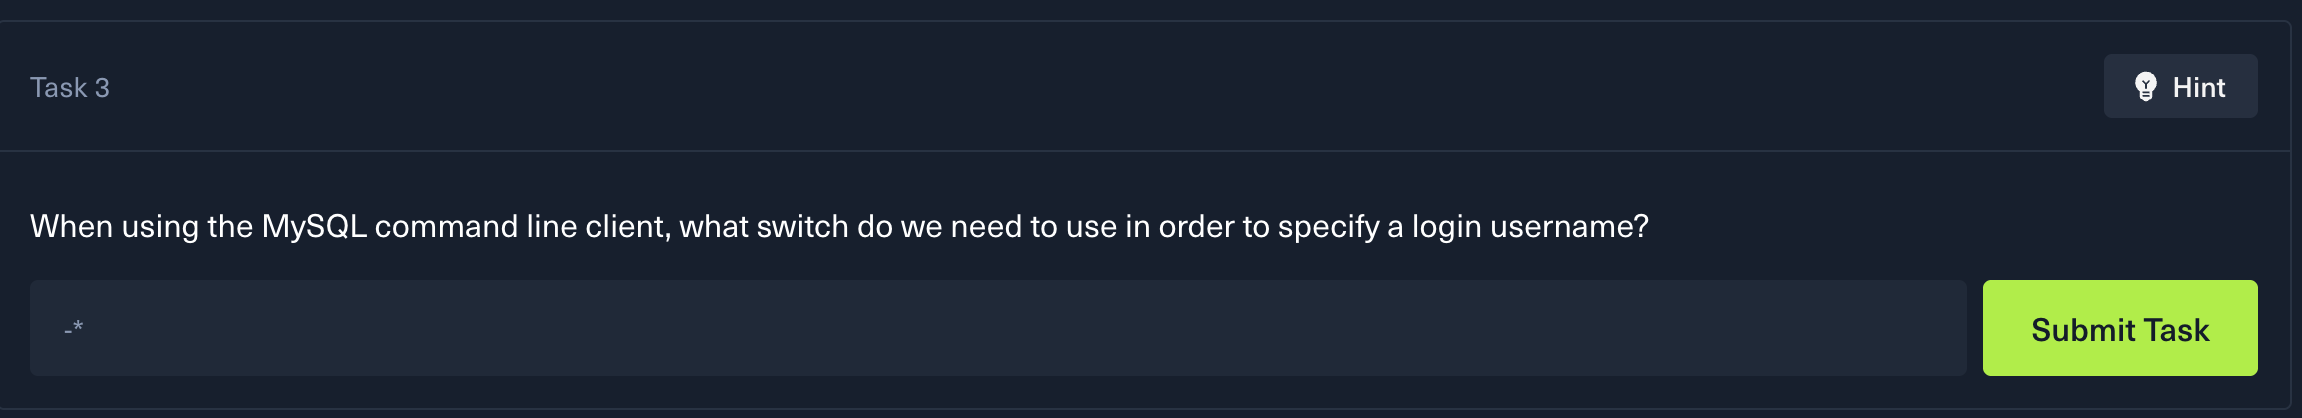 Task 3
Hint
When using the MySQL command line client, what switch do we need to use in order to specify a login username?
-*
Submit Task